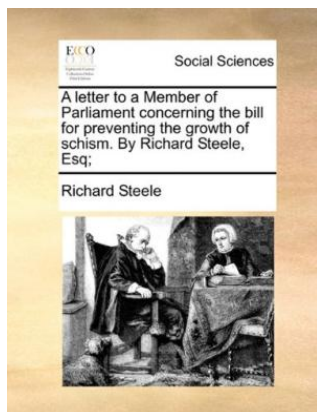 ECCO
Social Sciences
A letter to a Member of
Parliament concerning the bill
for preventing the growth of
schism. By Richard Steele,
Esq;
Richard Steele